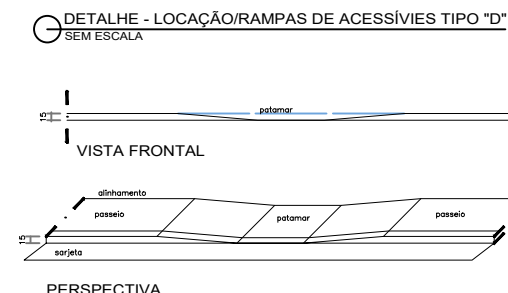 DETALHE - LOCAÇÃO/RAMPAS DE ACESSÍVIES TIPO "D"
SEM ESCALA
patamar
15
VISTA FRONTAL
alinhamento
passeio
patamar
passeio
15
sarjeta
PERSPECTIVA